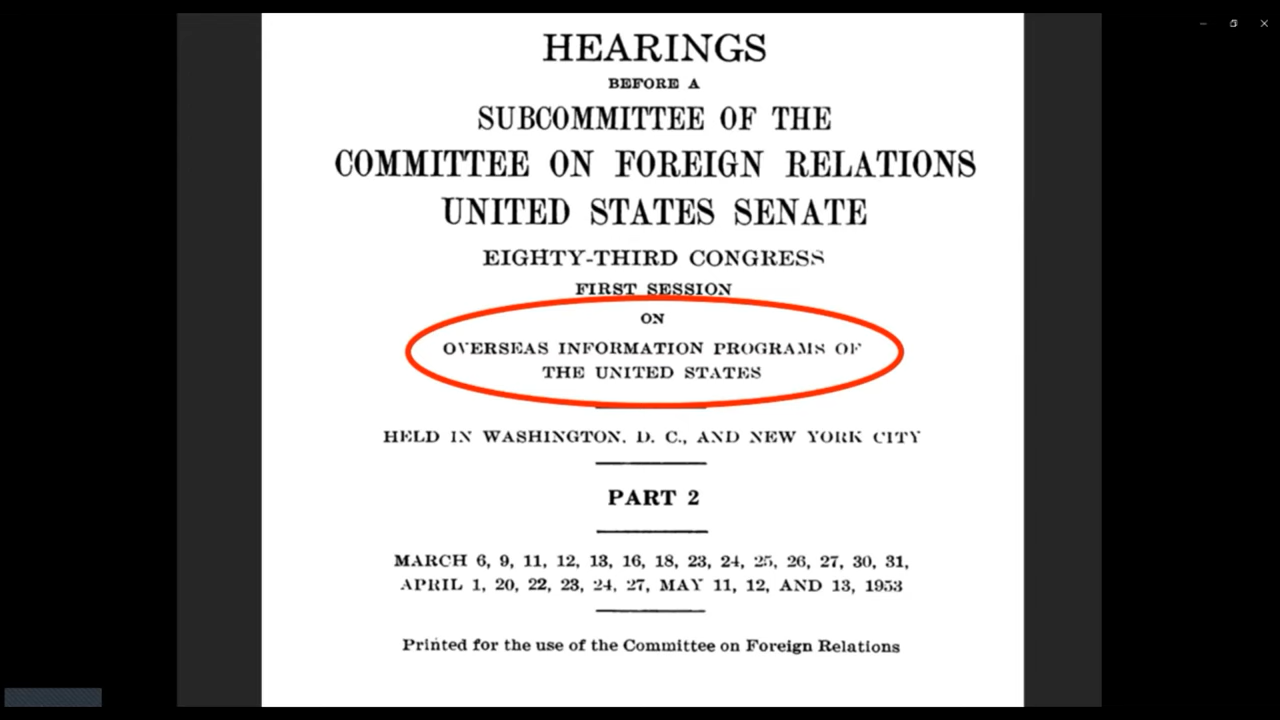 HEARINGS
BEFORE A
SUBCOMMITTEE OF THE
COMMITTEE ON FOREIGN RELATIONS
UNITED STATES SENATE
EIGHTY-THIRD CONGRESS
FIRST SESSION
ON
OVERSEAS INFORMATION PROGRAMS OF
THE UNITED STATES
HELD IN WASHINGTON, D. C., AND NEW YORK CITY
PART 2
MARCH 6, 9, 11, 12, 13, 16, 18, 23, 24, 25, 26, 27, 30, 31,
APRIL 1, 20, 22, 23, 24, 27, MAY 11, 12, AND 13, 1953
Printed for the use of the Committee on Foreign Relations